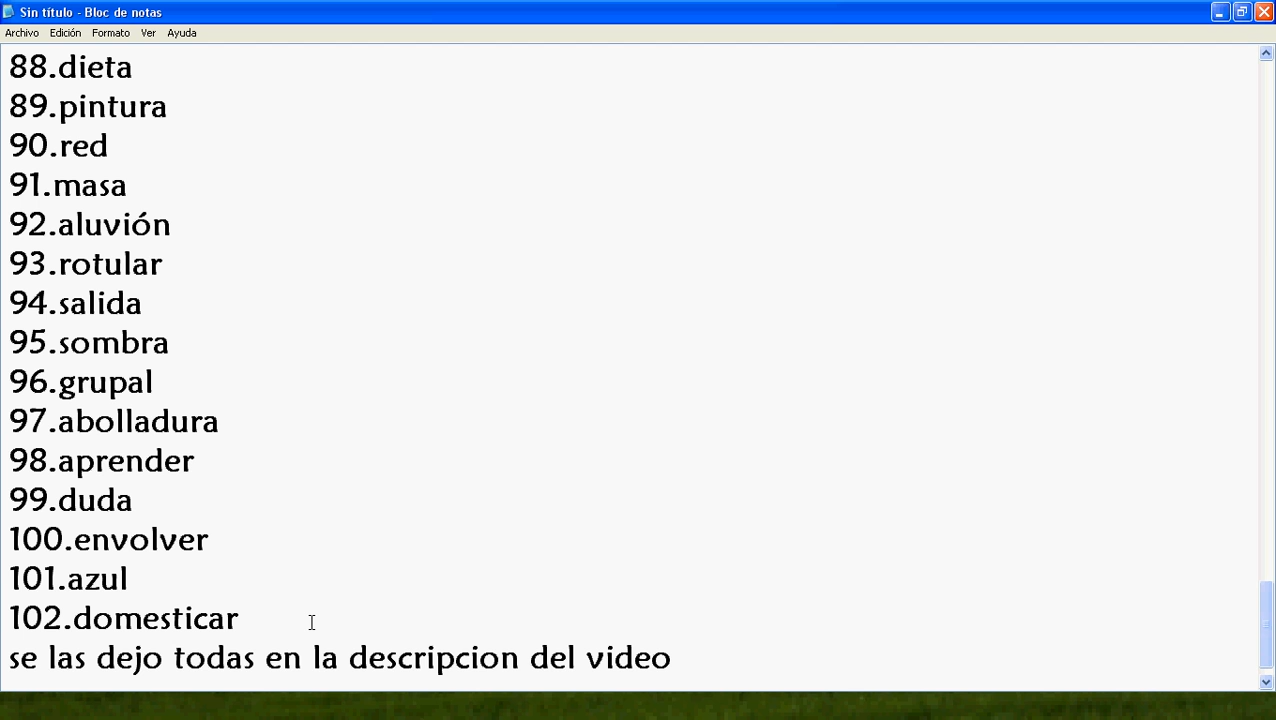 Sin título - Bloc de notas
Archivo Edición Formato Ver Ayuda
88.dieta
89.pintura
90.red
91.masa
92.aluvión
93.rotular
94.salida
95.sombra
96.grupal
97.abolladura
98.aprender
99.duda
100.envolver
101.azul
102.domesticar
se las dejo todas en la descripcion del video